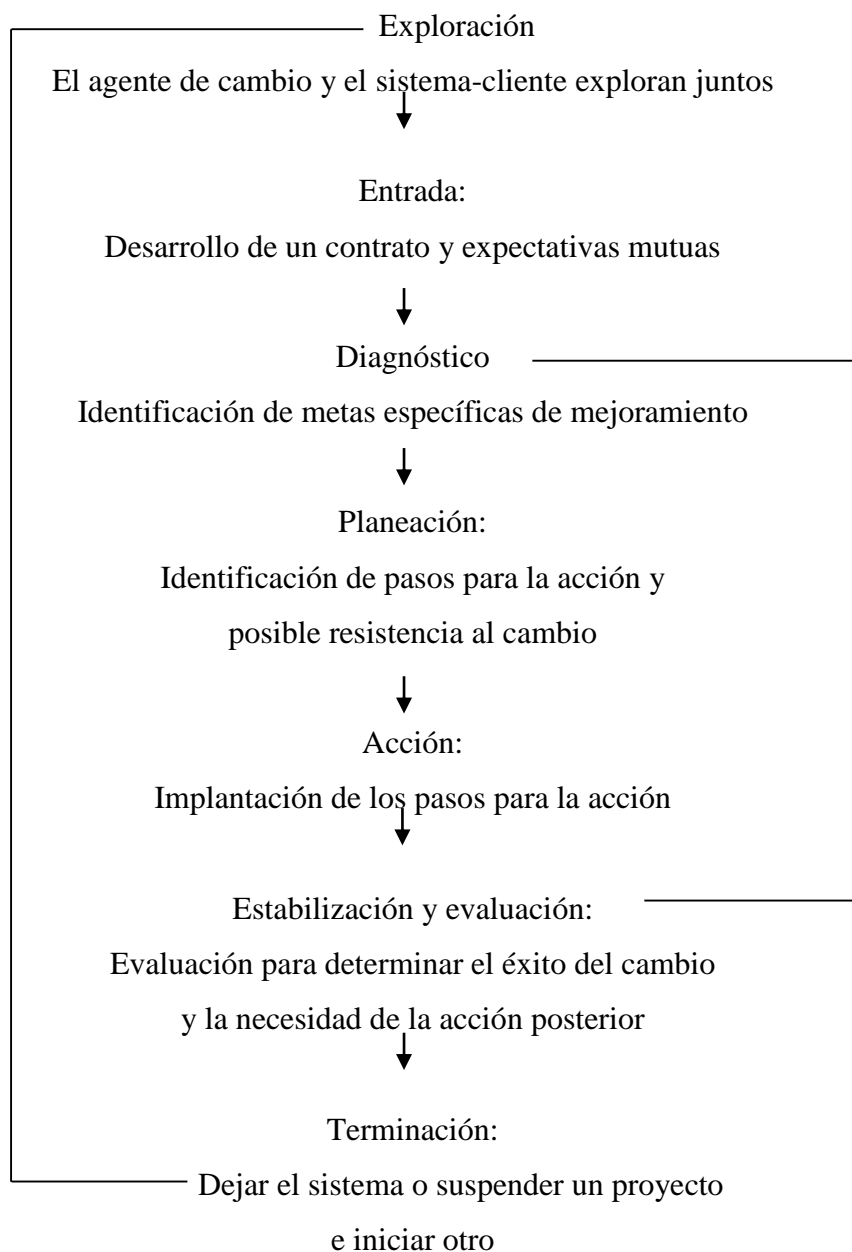 Exploración
El agente de cambio y el sistema-cliente exploran juntos
Entrada:
Desarrollo de un contrato y expectativas mutuas
Diagnóstico
Identificación de metas específicas de mejoramiento
Planeación:
Identificación de pasos para la acción y
posible resistencia al cambio
Acción:
Implantación de los pasos para la acción
Estabilización y evaluación:
Evaluación para determinar el éxito del cambio
y la necesidad de la acción posterior
Terminación:
Dejar el sistema o suspender un proyecto
e iniciar otro